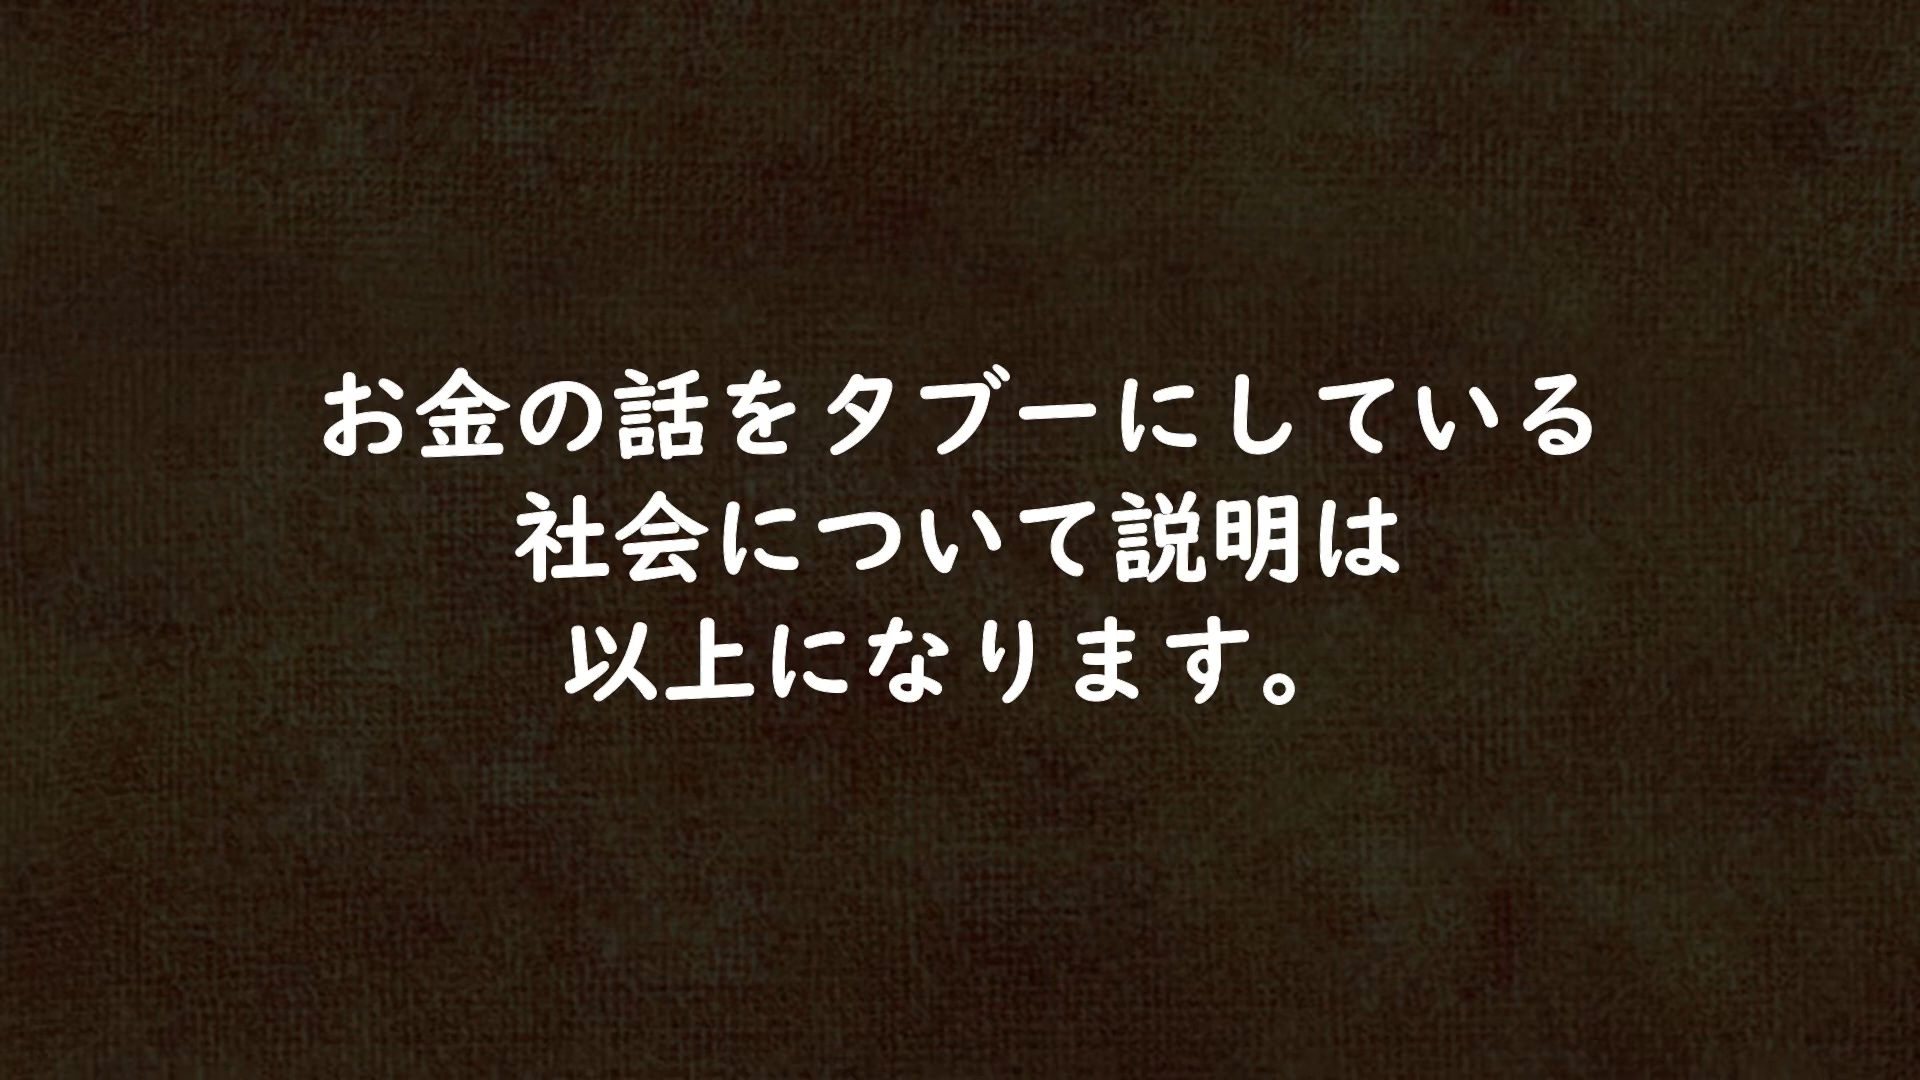 お金の話をタブーにしている
社会について説明は
以上になります。